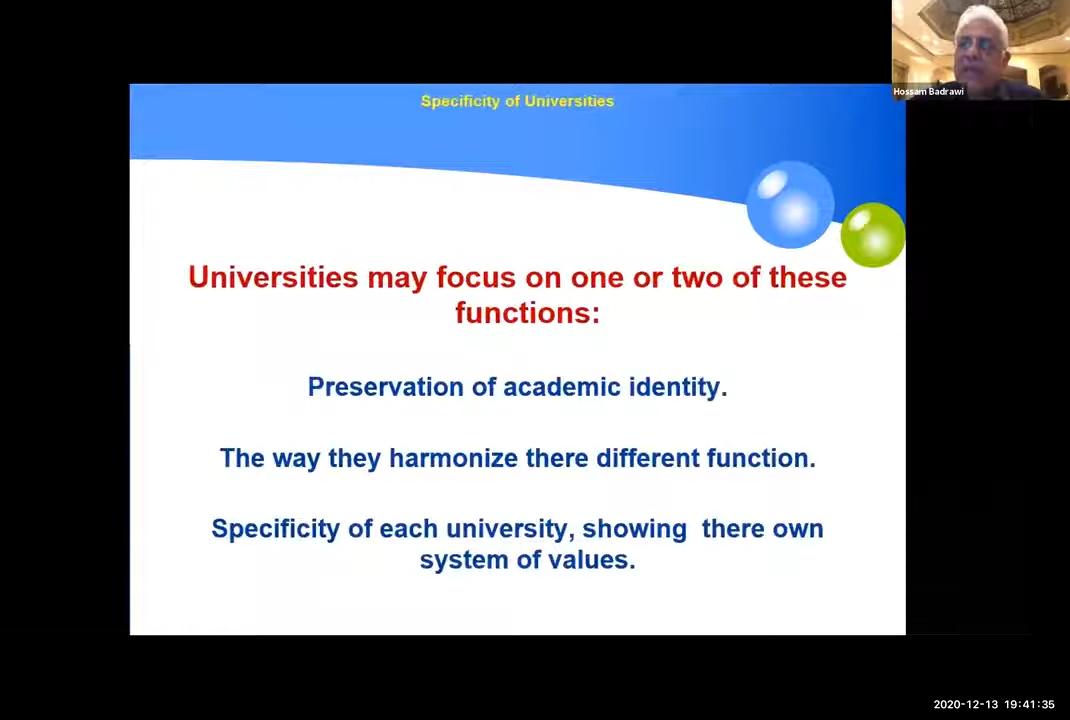 Hossam Badrawi
Specificity of Universities
Universities may focus on one or two of these
functions:
Preservation of academic identity.
The way they harmonize there different function.
Specificity of each university, showing  there own
system of values.
2020-12-13 19:41:35